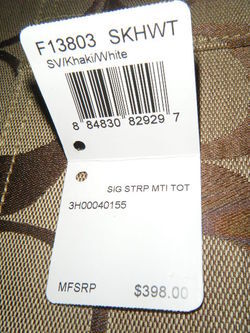 F13803 SKHWT
SV/Khaki/White
8 84830 82929 7
SIG STRP MTI TOT
3H00040155
MFSRP $398.00